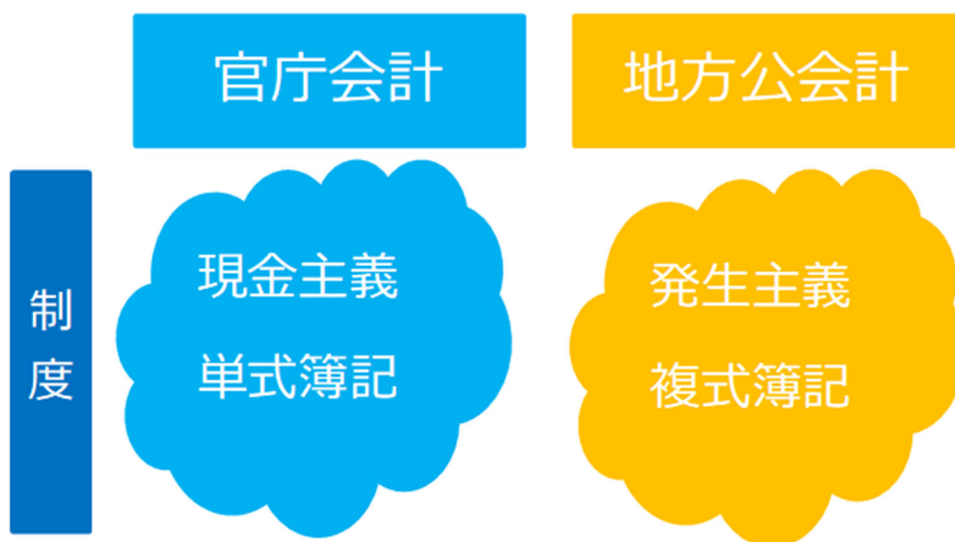 官庁会計
地方公会計
制度
現金主義
単式簿記
発生主義
複式簿記